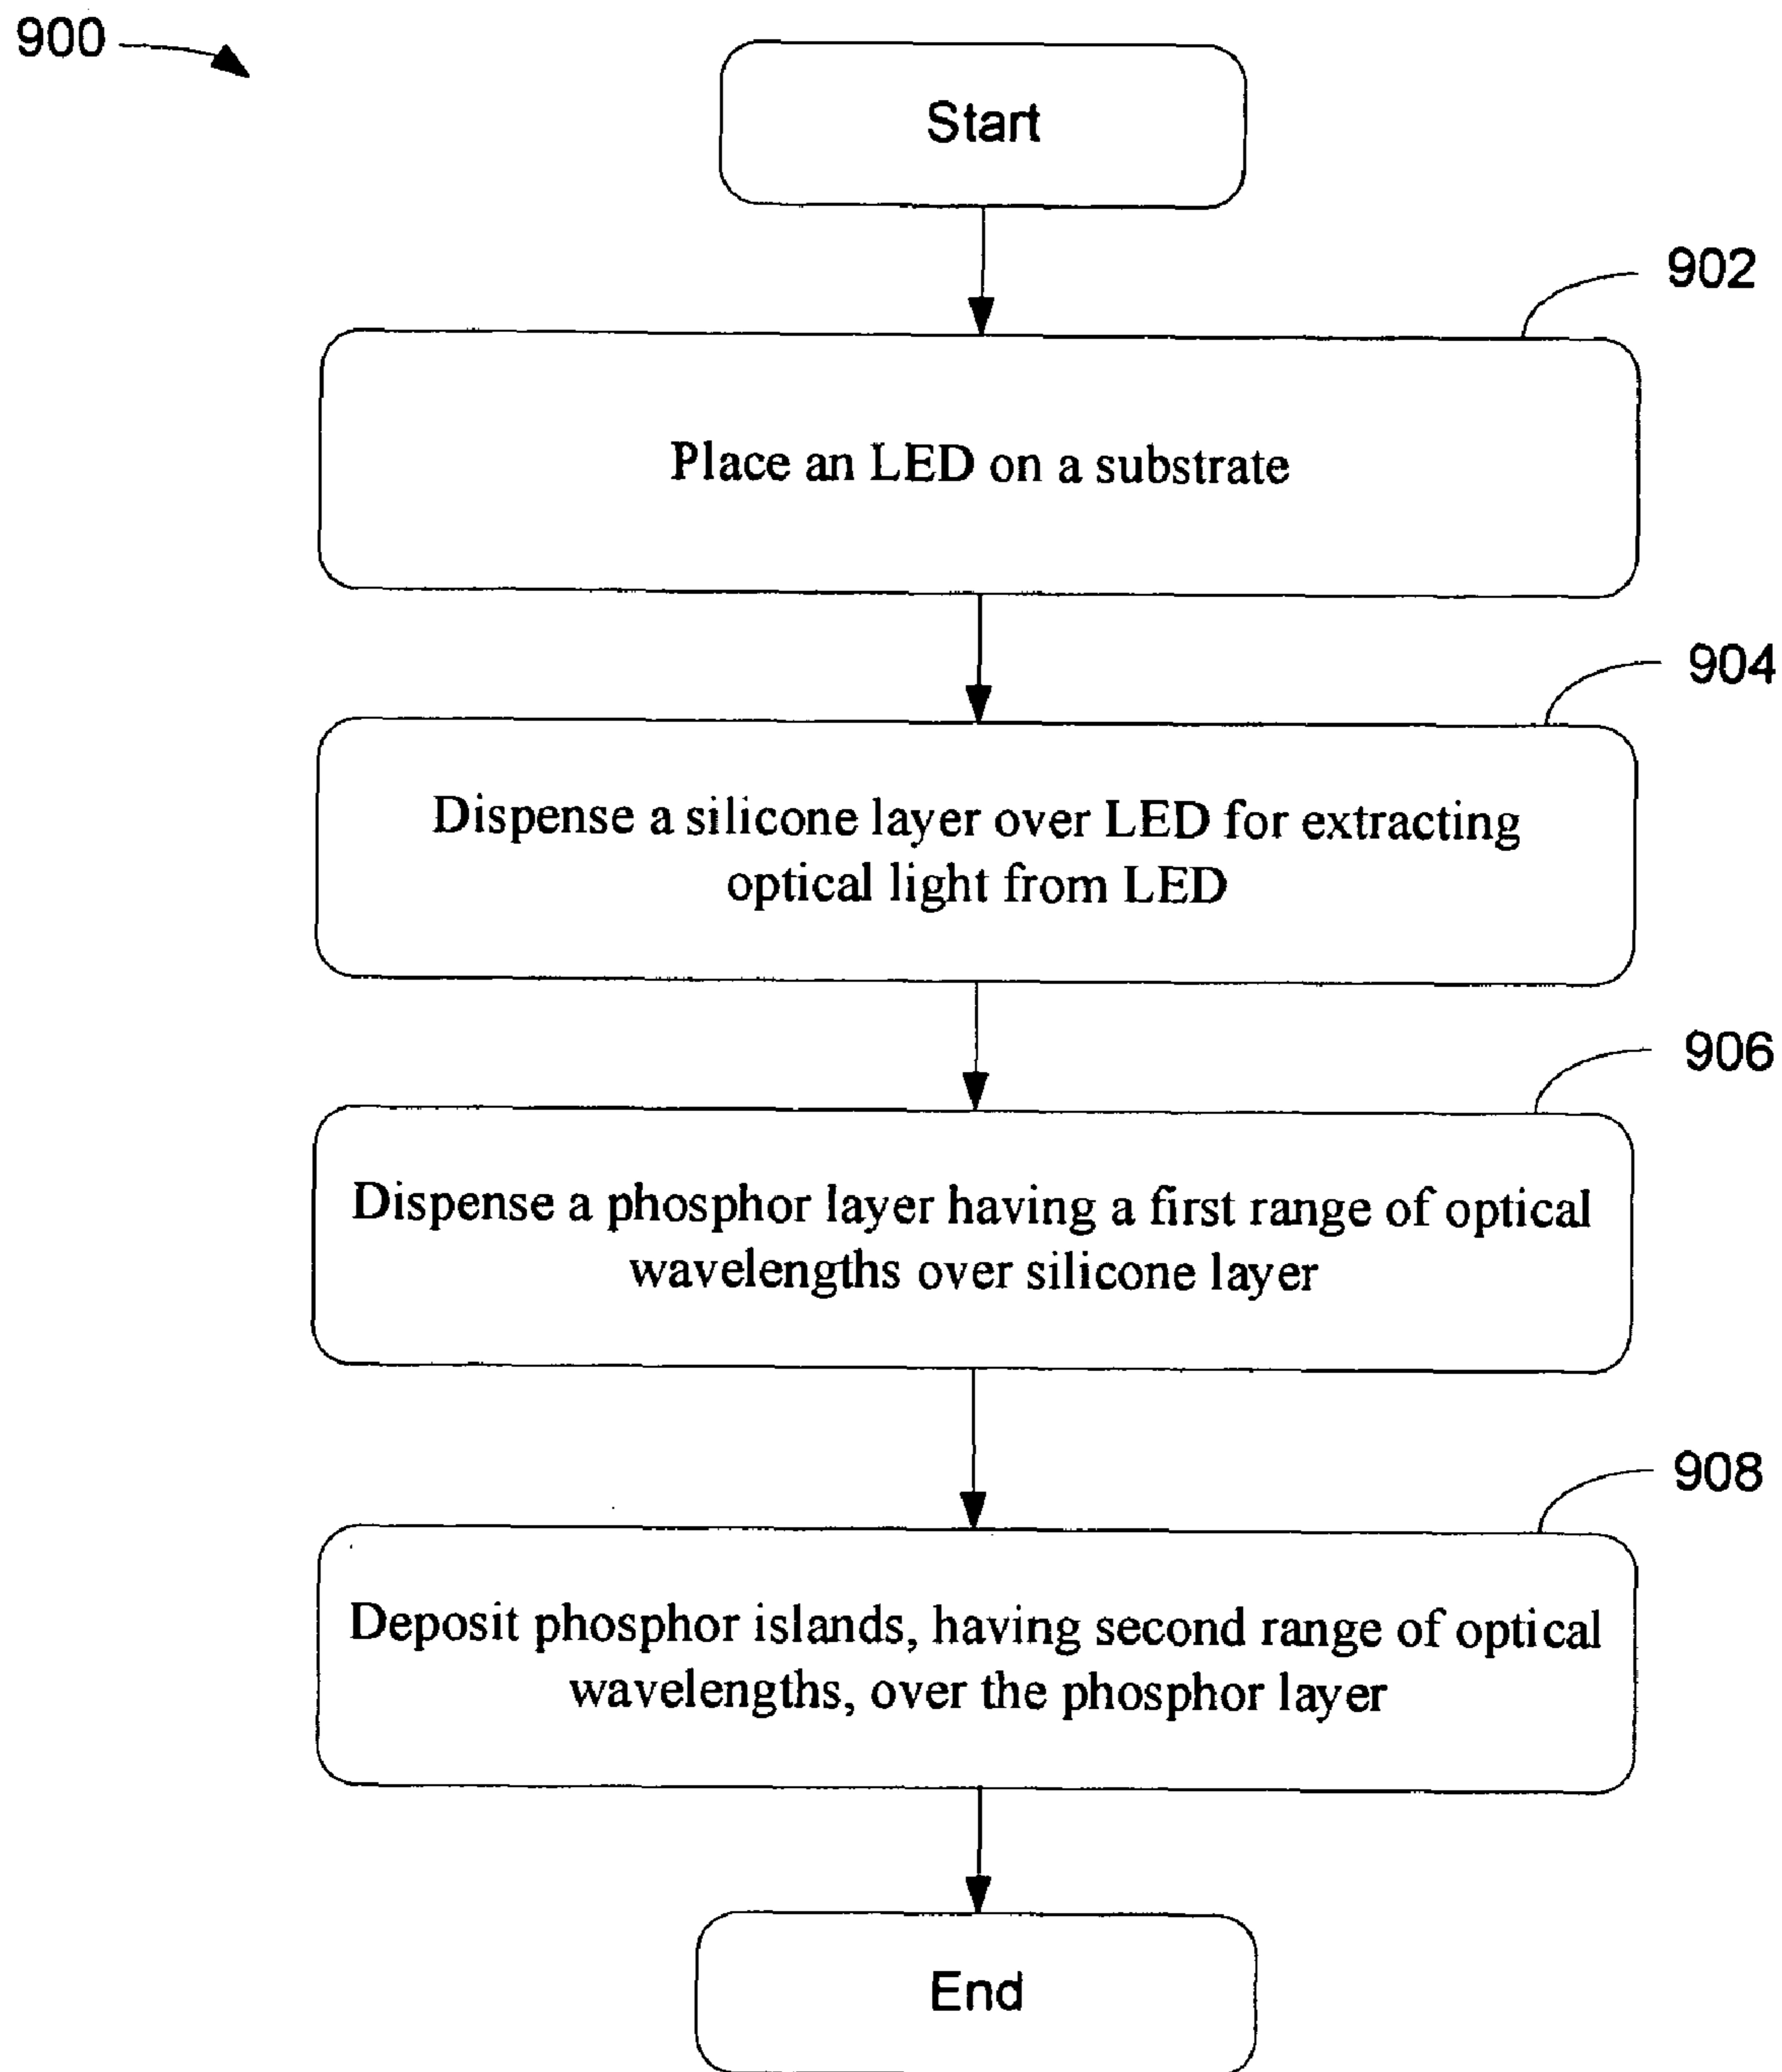 900
Start
902
Place an LED on a substrate
904
Dispense a silicone layer over LED for extracting
optical light from LED
906
Dispense a phosphor layer having a first range of optical
wavelengths over silicone layer
908
Deposit phosphor islands, having second range of optical
wavelengths, over the phosphor layer
End